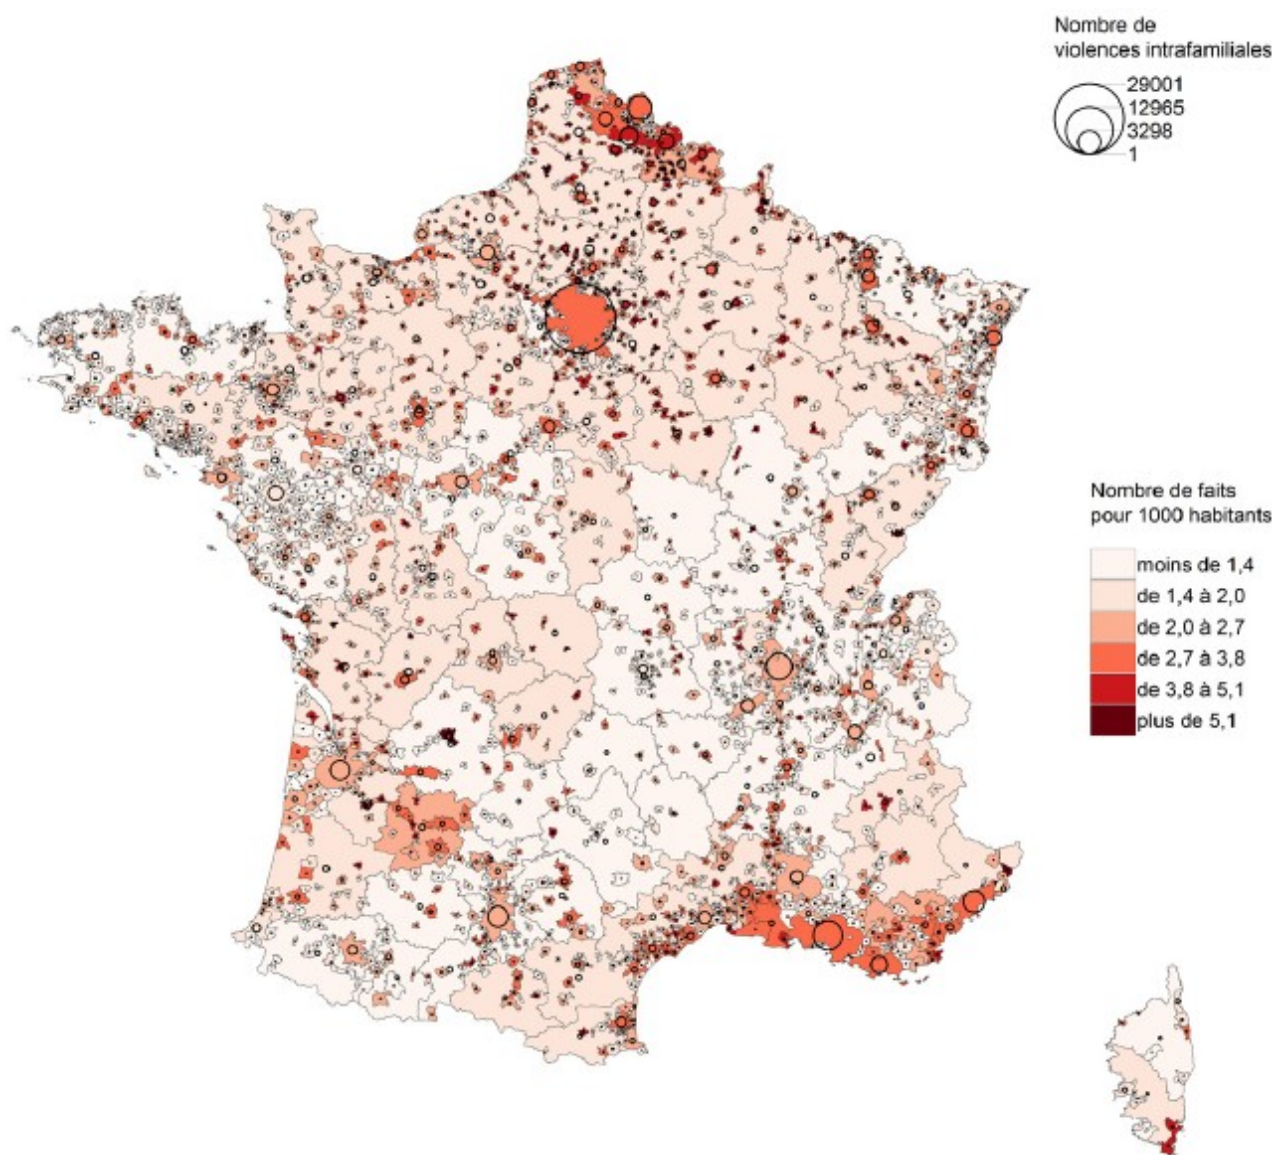 Nombre de
violences intrafamiliales
29001
12965
3298
1
Nombre de faits
pour 1000 habitants
moins de 1,4
de 1,4 à 2,0
de 2,0 à 2,7
de 2,7 à 3,8
de 3,8 à 5,1
plus de 5,1